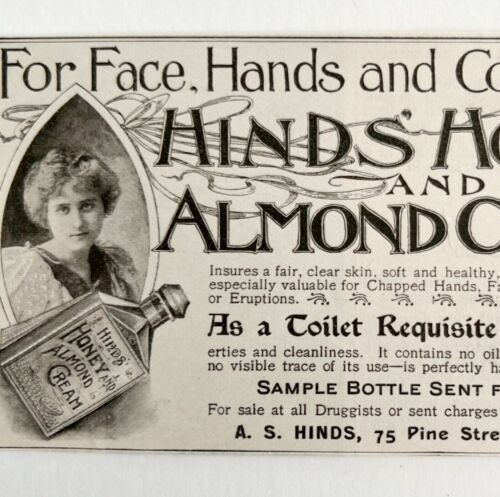 For Face, Hands and Co
HINDS' Ho
AND
ALMOND C
Insures a fair, clear skin, soft and healthy,
especially valuable for Chapped Hands, Fa
or Eruptions.
As a Toilet Requisite
erties and cleanliness. It contains no oil
no visible trace of its use—is perfectly ha
SAMPLE BOTTLE SENT F
For sale at all Druggists or sent charges
A. S. HINDS, 75 Pine Stre
HINDS'
HONEY AND
ALMOND
CREAM